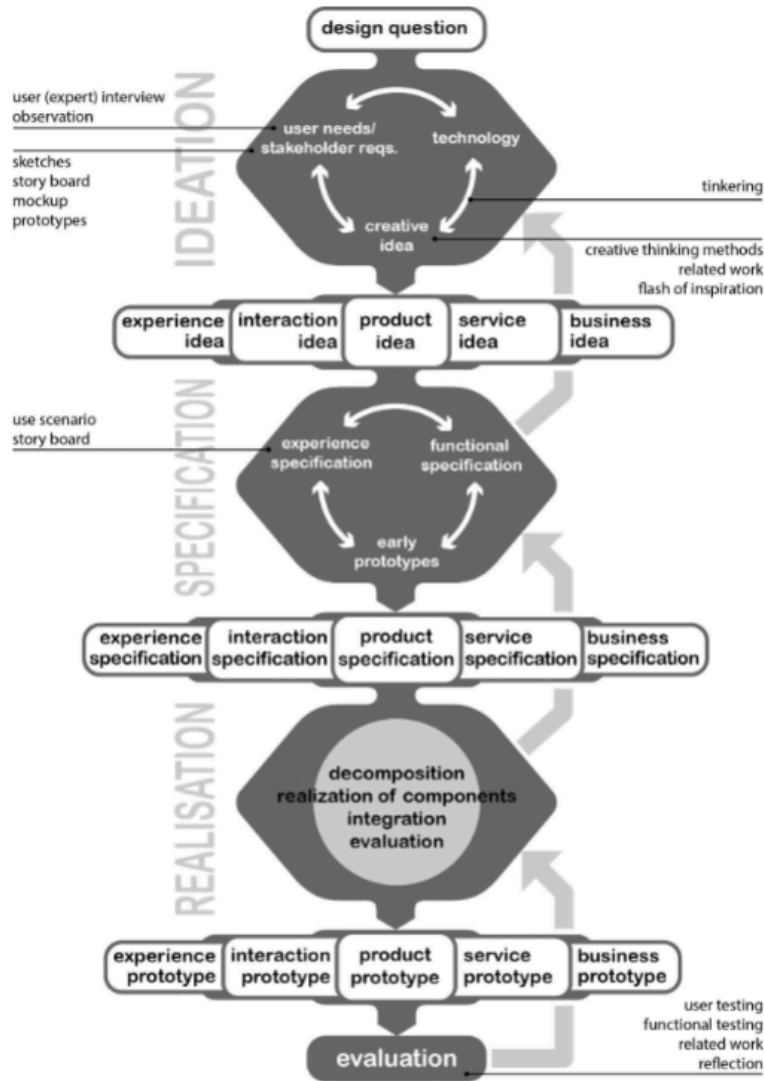 design question
IDEATION
user (expert) interview
observation
sketches
story board
mockup
prototypes
user needs/
stakeholder reqs.
technology
creative
idea
tinkering
creative thinking methods
related work
flash of inspiration
experience
idea
interaction
idea
product
idea
service
idea
business
idea
SPECIFICATION
use scenario
story board
experience
specification
functional
specification
early
prototypes
experience
specification
interaction
specification
product
specification
service
specification
business
specification
REALISATION
decomposition
realization of components
integration
evaluation
experience
prototype
interaction
prototype
product
prototype
service
prototype
business
prototype
evaluation
user testing
functional testing
related work
reflection